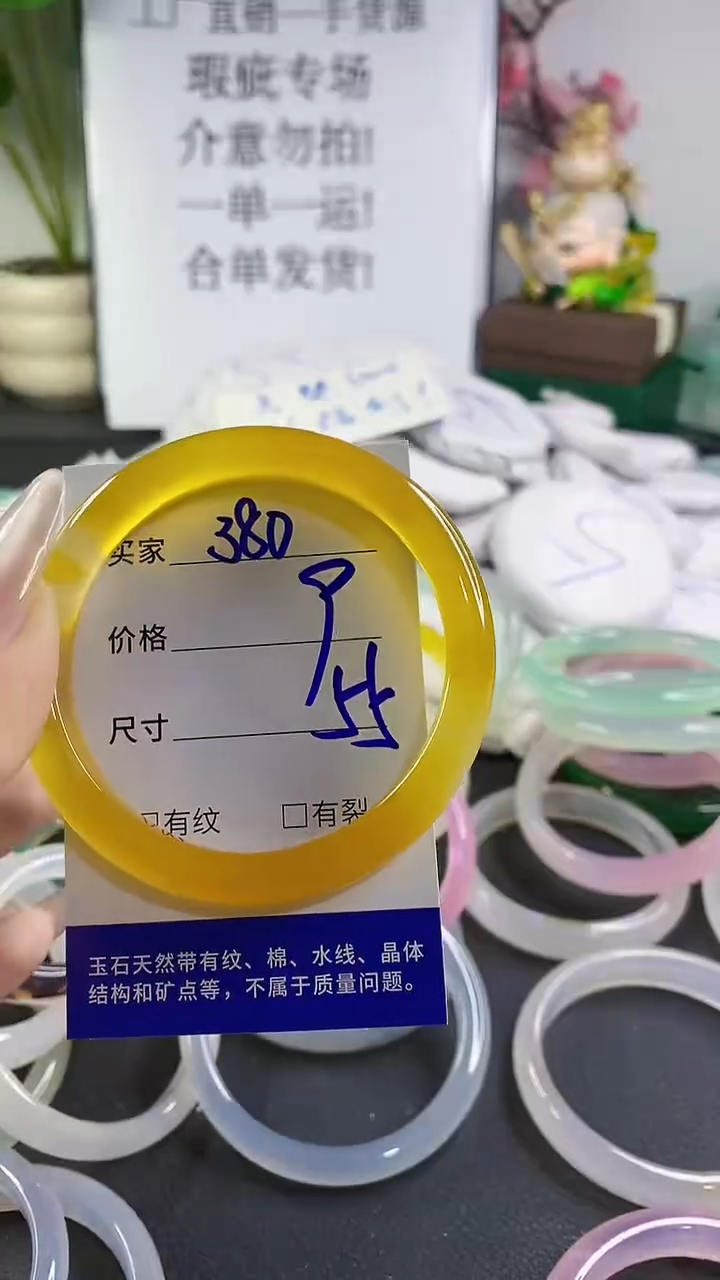 工厂直销一手货源
瑕疵专场
介意勿拍!
一单一运!
合单发货!
买家 380
价格
尺寸 55
有纹 □有裂
玉石天然带有纹、棉、水线、晶体
结构和矿点等，不属于质量问题。